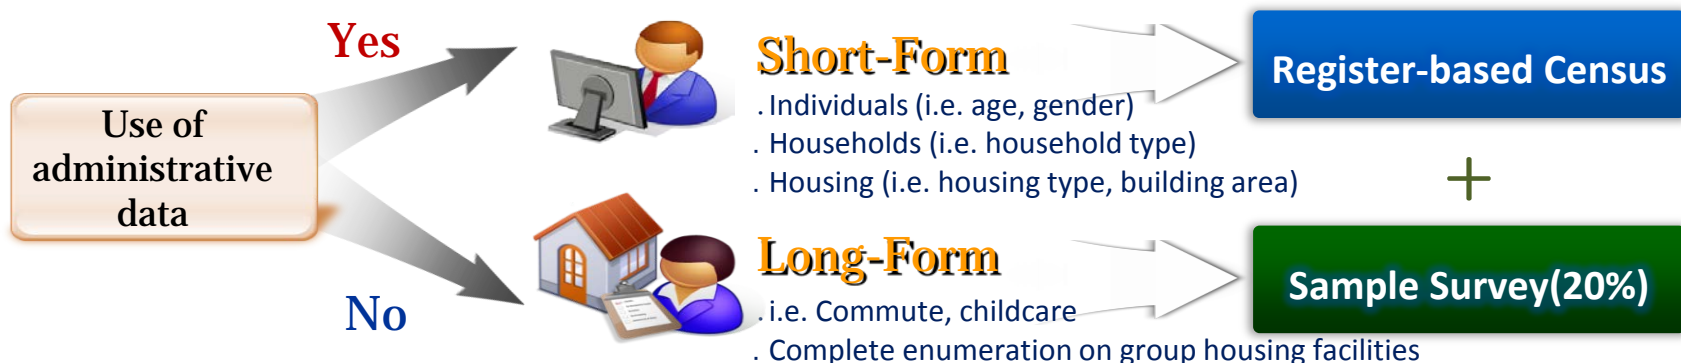 Use of
administrative
data
Yes
No
Short-Form
. Individuals (i.e. age, gender)
. Households (i.e. household type)
. Housing (i.e. housing type, building area)
Register-based Census
+
Long-Form
. i.e. Commute, childcare
. Complete enumeration on group housing facilities
Sample Survey(20%)